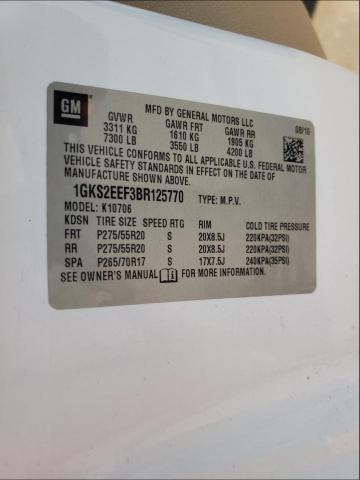 GM
MFD BY GENERAL MOTORS LLC
GVWR GAWR FRT GAWR RR 08/10
3311 KG 1610 KG 1905 KG
7300 LB 3550 LB 4200 LB
THIS VEHICLE CONFORMS TO ALL APPLICABLE U.S. FEDERAL MOTOR
VEHICLE SAFETY STANDARDS IN EFFECT ON THE DATE OF
MANUFACTURE SHOWN ABOVE.
1GKS2EEF3BR125770 TYPE: M.P.V.
MODEL: K10706
KDSN TIRE SIZE SPEED RTG RIM COLD TIRE PRESSURE
FRT P275/55R20 S 20X8.5J 220KPA(32PSI)
RR P275/55R20 S 20X8.5J 220KPA(32PSI)
SPA P265/70R17 S 17X7.5J 240KPA(35PSI)
SEE OWNER'S MANUAL FOR MORE INFORMATION.